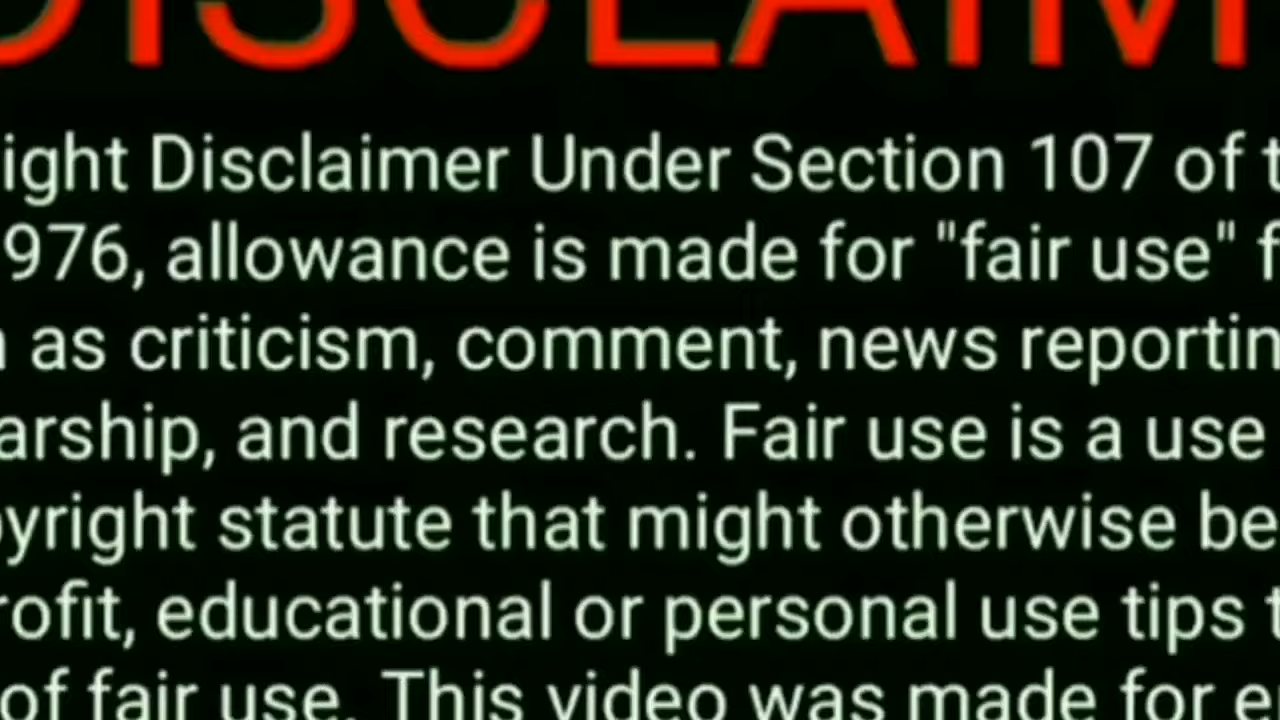 DISCLAIM
ight Disclaimer Under Section 107 of t
976, allowance is made for "fair use" f
as criticism, comment, news reportin
arship, and research. Fair use is a use
yright statute that might otherwise be
rofit, educational or personal use tips t
of fair use. This video was made for e